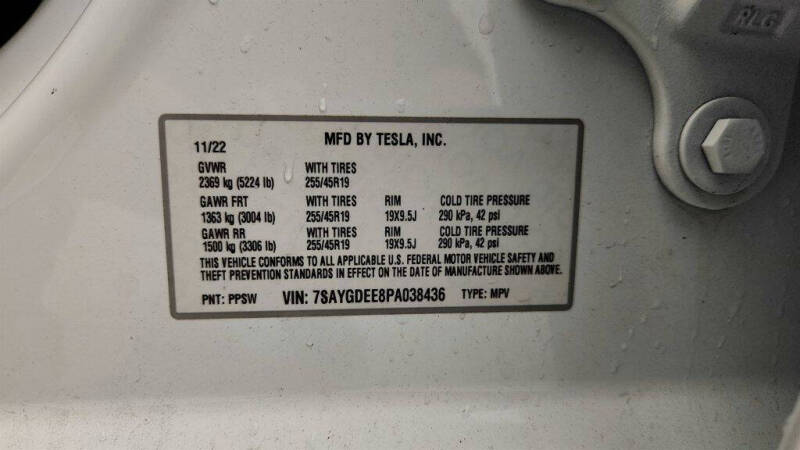 RLG
11/22 MFD BY TESLA, INC.
GVWR WITH TIRES
2369 kg (5224 lb) 255/45R19
GAWR FRT WITH TIRES RIM COLD TIRE PRESSURE
1363 kg (3004 lb) 255/45R19 19X9.5J 290 kPa, 42 psi
GAWR RR WITH TIRES RIM COLD TIRE PRESSURE
1500 kg (3306 lb) 255/45R19 19X9.5J 290 kPa, 42 psi
THIS VEHICLE CONFORMS TO ALL APPLICABLE U.S. FEDERAL MOTOR VEHICLE SAFETY AND
THEFT PREVENTION STANDARDS IN EFFECT ON THE DATE OF MANUFACTURE SHOWN ABOVE.
PNT: PPSW VIN: 7SAYGDEE8PA038436 TYPE: MPV